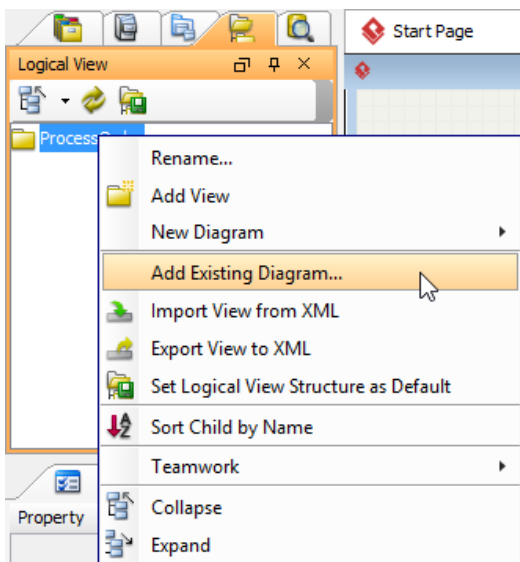 Start Page
Logical View
Process
Rename...
Add View
New Diagram
Add Existing Diagram...
Import View from XML
Export View to XML
Set Logical View Structure as Default
Sort Child by Name
Teamwork
Property
Collapse
Expand